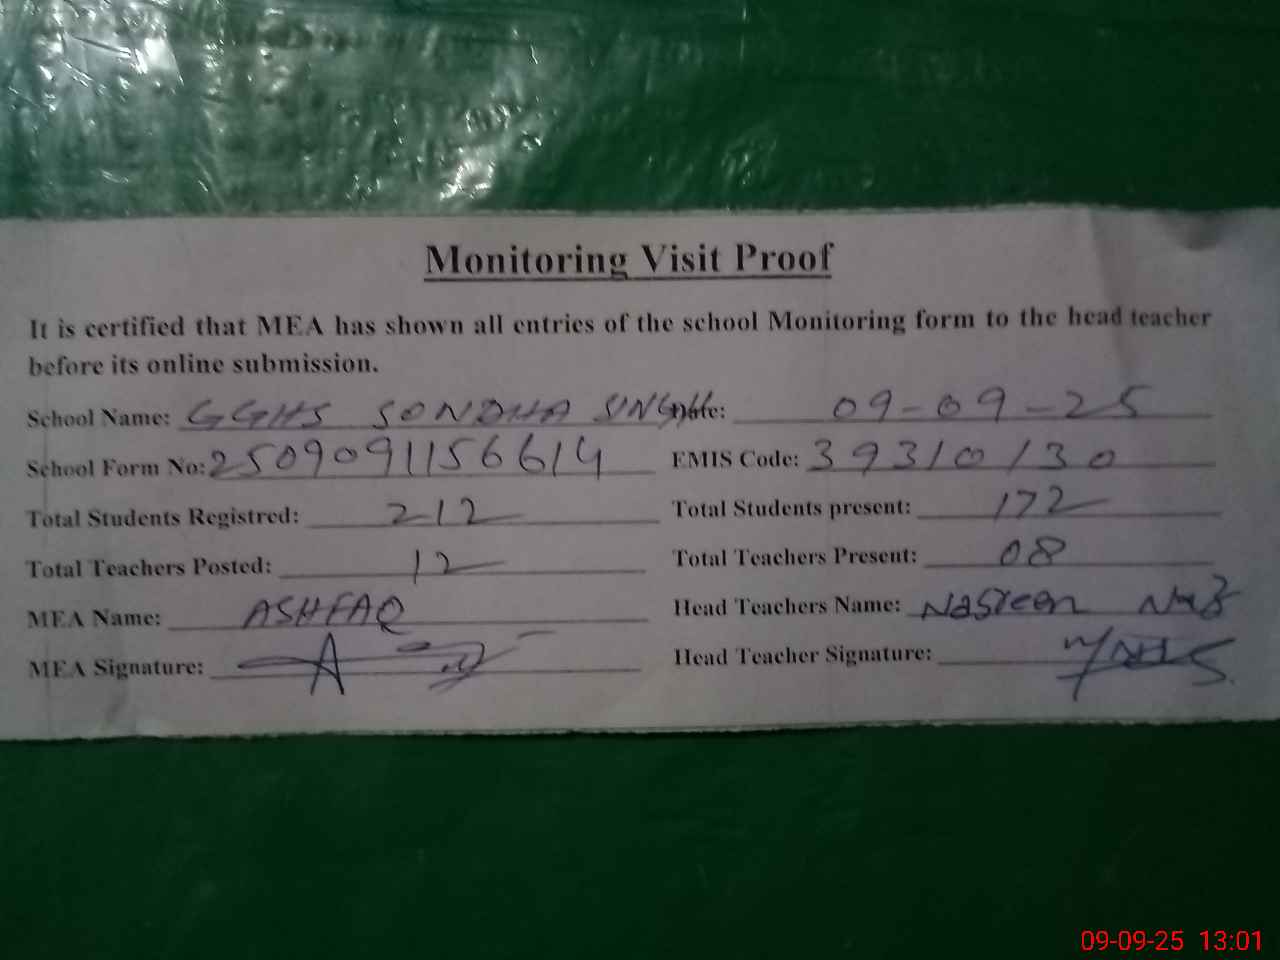 Monitoring Visit Proof
It is certified that MEA has shown all entries of the school Monitoring form to the head teacher
before its online submission.
School Name: GGHS SONDHA SINGH Date: 09-09-25
School Form No: 2509091156614 EMIS Code: 39310130
Total Students Registred: 212 Total Students present: 172
Total Teachers Posted: 12 Total Teachers Present: 08
MEA Name: ASHFAQ Head Teachers Name: Nasreen
MEA Signature: Head Teacher Signature:
09-09-25 13:01